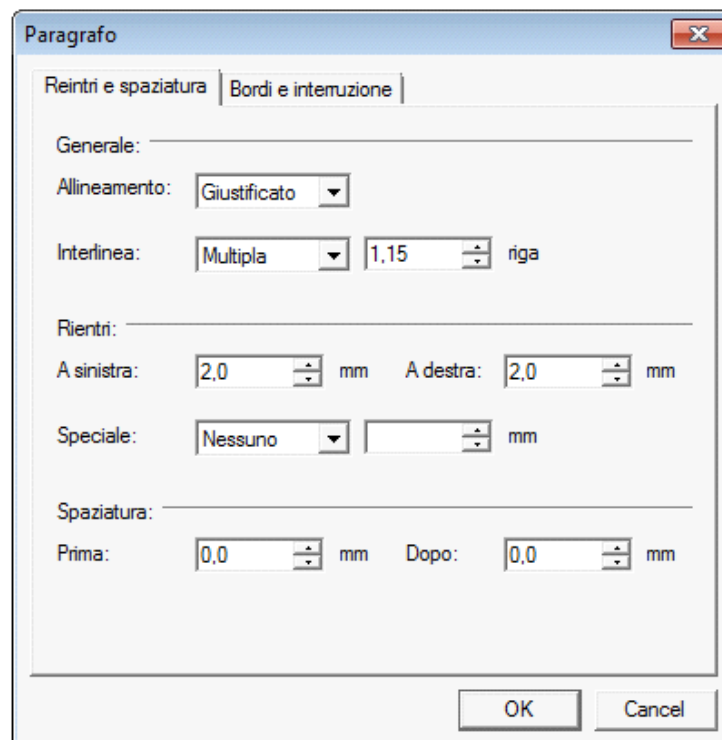 Paragrafo
Reintri e spaziatura Bordi e interruzione
Generale:
Allineamento: Giustificato
Interlinea: Multipla 1,15 riga
Rientri:
A sinistra: 2,0 mm A destra: 2,0 mm
Speciale: Nessuno mm
Spaziatura:
Prima: 0,0 mm Dopo: 0,0 mm
OK Cancel